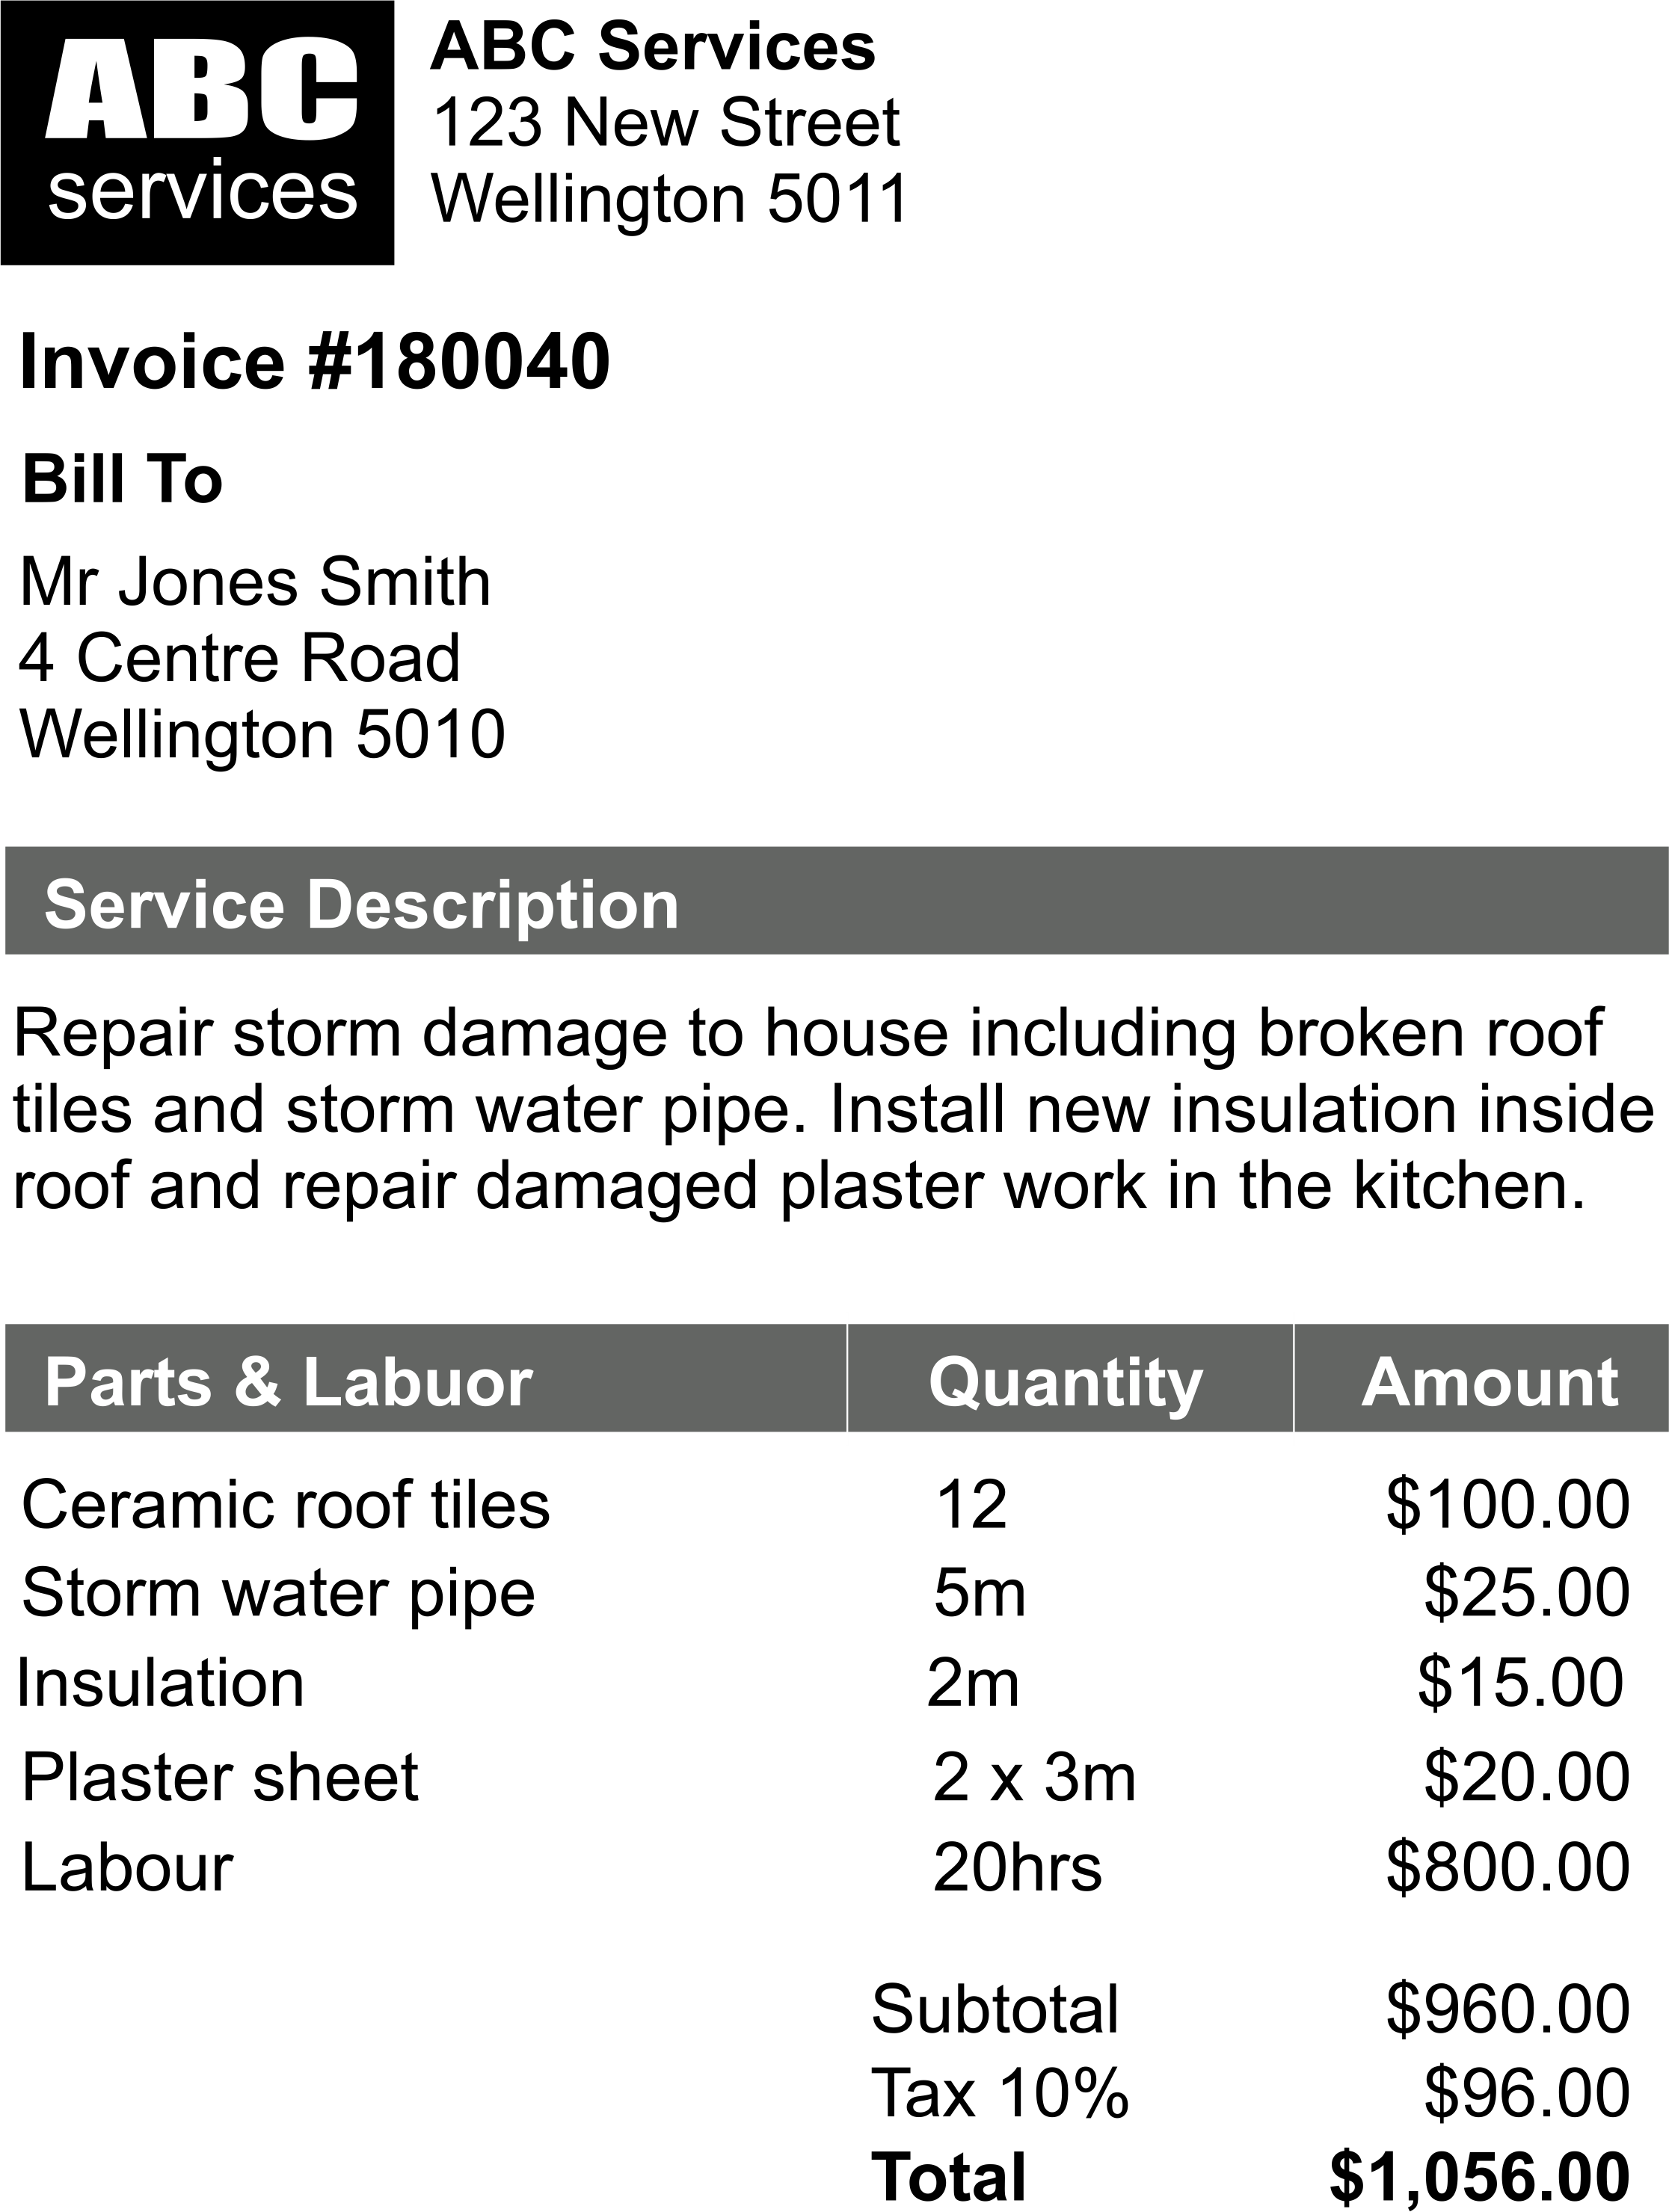 ABC
services
ABC Services
123 New Street
Wellington 5011
Invoice #180040
Bill To
Mr Jones Smith
4 Centre Road
Wellington 5010
Service Description
Repair storm damage to house including broken roof
tiles and storm water pipe. Install new insulation inside
roof and repair damaged plaster work in the kitchen.
Parts & Labuor Quantity Amount
Ceramic roof tiles 12 $100.00
Storm water pipe 5m $25.00
Insulation 2m $15.00
Plaster sheet 2 x 3m $20.00
Labour 20hrs $800.00
Subtotal $960.00
Tax 10% $96.00
Total $1,056.00